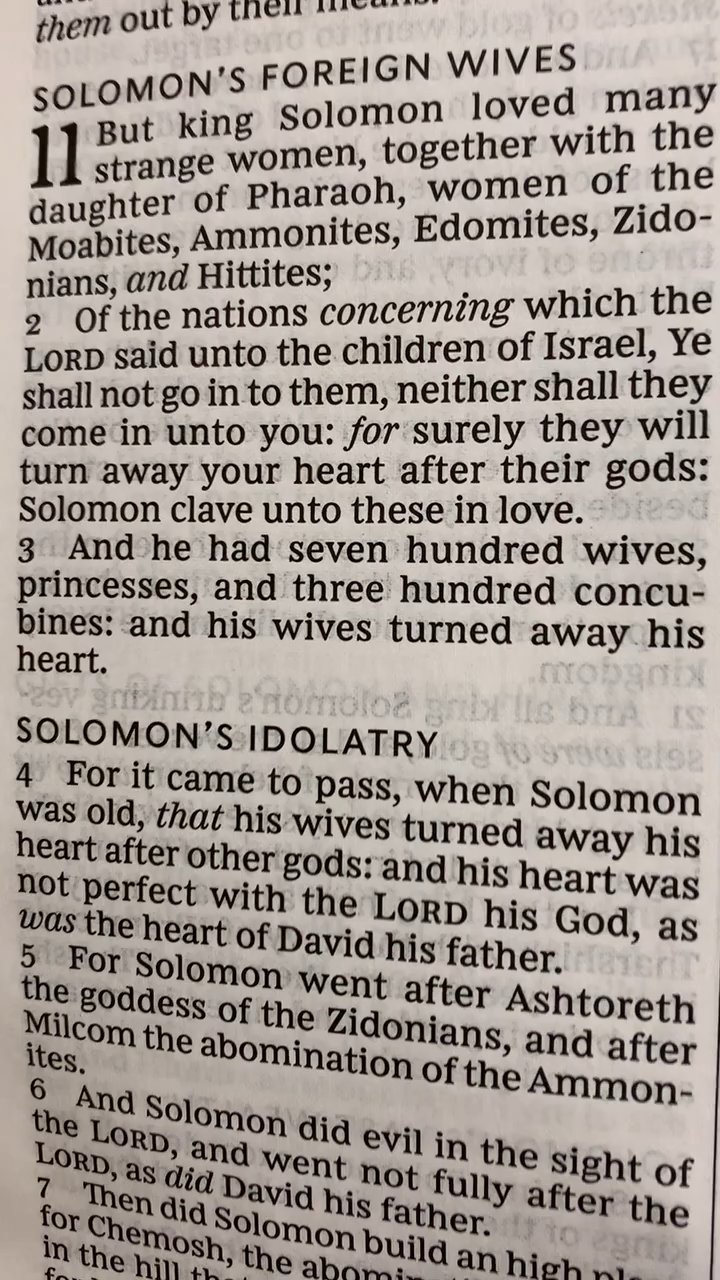 them out by their means.
SOLOMON'S FOREIGN WIVES
11 But king Solomon loved many
strange women, together with the
daughter of Pharaoh, women of the
Moabites, Ammonites, Edomites, Zido-
nians, and Hittites;
2 Of the nations concerning which the
LORD said unto the children of Israel, Ye
shall not go in to them, neither shall they
come in unto you: for surely they will
turn away your heart after their gods:
Solomon clave unto these in love.
3 And he had seven hundred wives,
princesses, and three hundred concu-
bines: and his wives turned away his
heart.
SOLOMON'S IDOLATRY
4 For it came to pass, when Solomon
was old, that his wives turned away his
heart after other gods: and his heart was
not perfect with the LORD his God, as
was the heart of David his father.
5 For Solomon went after Ashtoreth
the goddess of the Zidonians, and after
Milcom the abomination of the Ammon-
ites.
6 And Solomon did evil in the sight of
the LORD, and went not fully after the
LORD, as did David his father.
7 Then did Solomon build an high
for Chemosh, the
in the hill